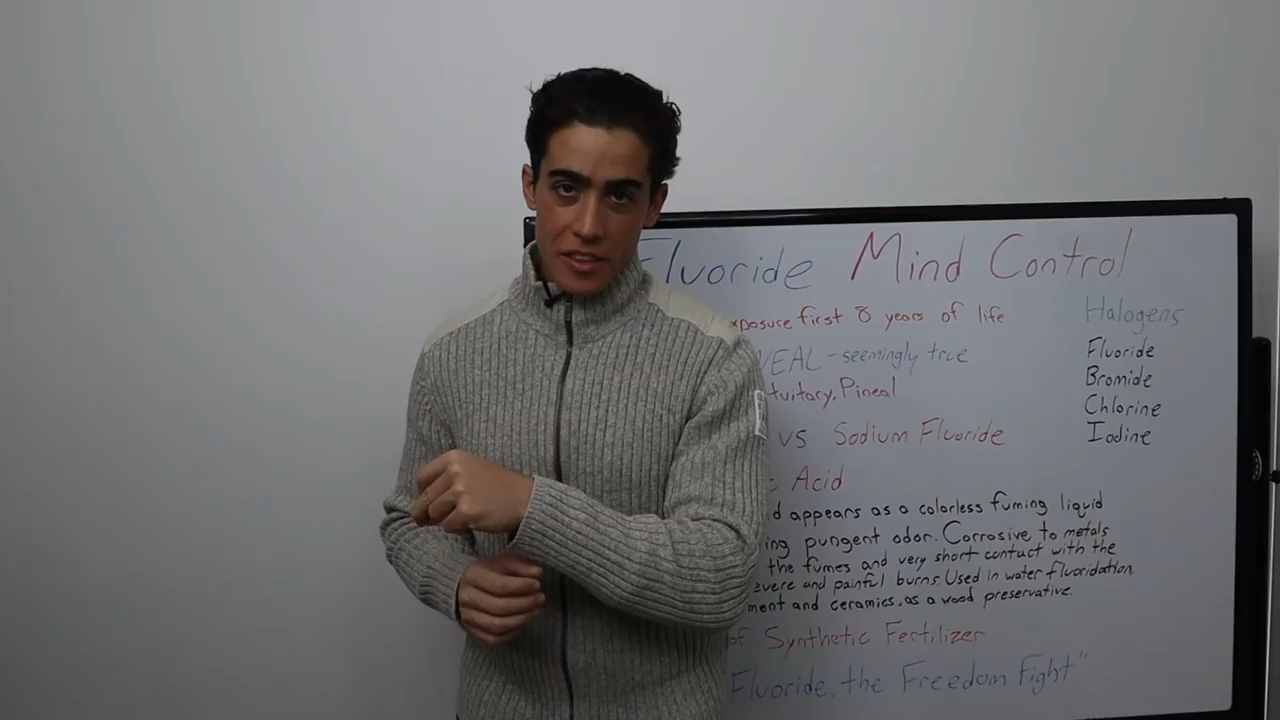 Fluoride Mind Control
xposure first 8 years of life
Halogens
VEAL - seemingly true
Fluoride
tuitary, Pineal
Bromide
Chlorine
vs Sodium Fluoride
Iodine
c Acid
d appears as a colorless fuming liquid
ing pungent odor. Corrosive to metals
the fumes and very short contact with the
evere and painful burns. Used in water fluoridation,
ment and ceramics, as a wood preservative.
of Synthetic Fertilizer
Fluoride, the Freedom Fight"